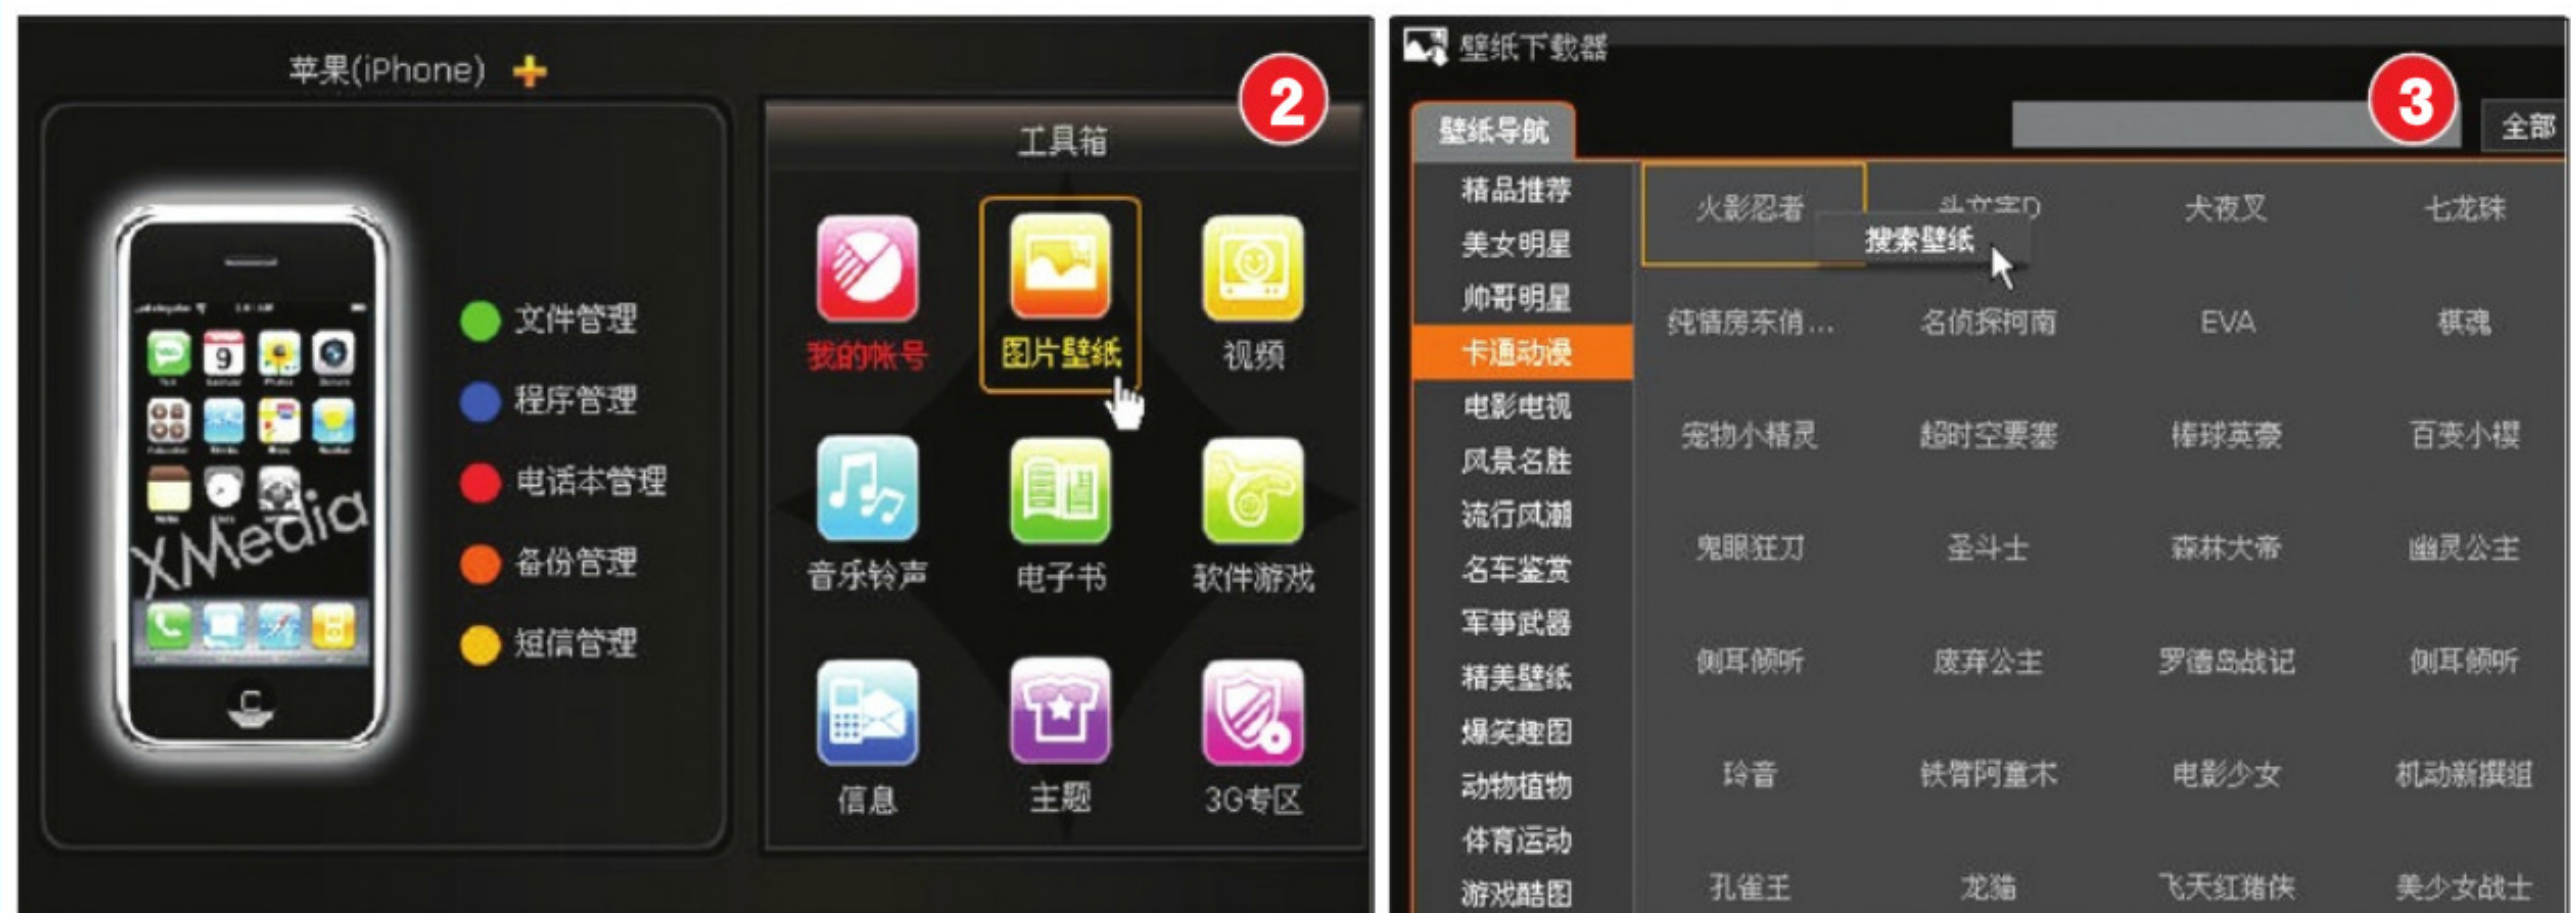 苹果(iPhone)
文件管理
程序管理
电话本管理
备份管理
短信管理
9
XMedia
2
工具箱
我的帐号 图片壁纸 视频
音乐铃声 电子书 软件游戏
信息 主题 3G专区
壁纸下载器
3
壁纸导航
全部
精品推荐
美女明星
帅哥明星
卡通动漫
电影电视
风景名胜
流行风潮
名车鉴赏
军事武器
精美壁纸
爆笑趣图
动物植物
体育运动
游戏酷图
火影忍者 头文字D 犬夜叉 七龙珠
搜索壁纸
纯情房东俏... 名侦探柯南 EVA 棋魂
宠物小精灵 超时空要塞 棒球英豪 百变小樱
鬼眼狂刀 圣斗士 森林大帝 幽灵公主
侧耳倾听 废弃公主 罗德岛战记 侧耳倾听
玲音 铁臂阿童木 电影少女 机动新撰组
孔雀王 龙猫 飞天红猪侠 美少女战士